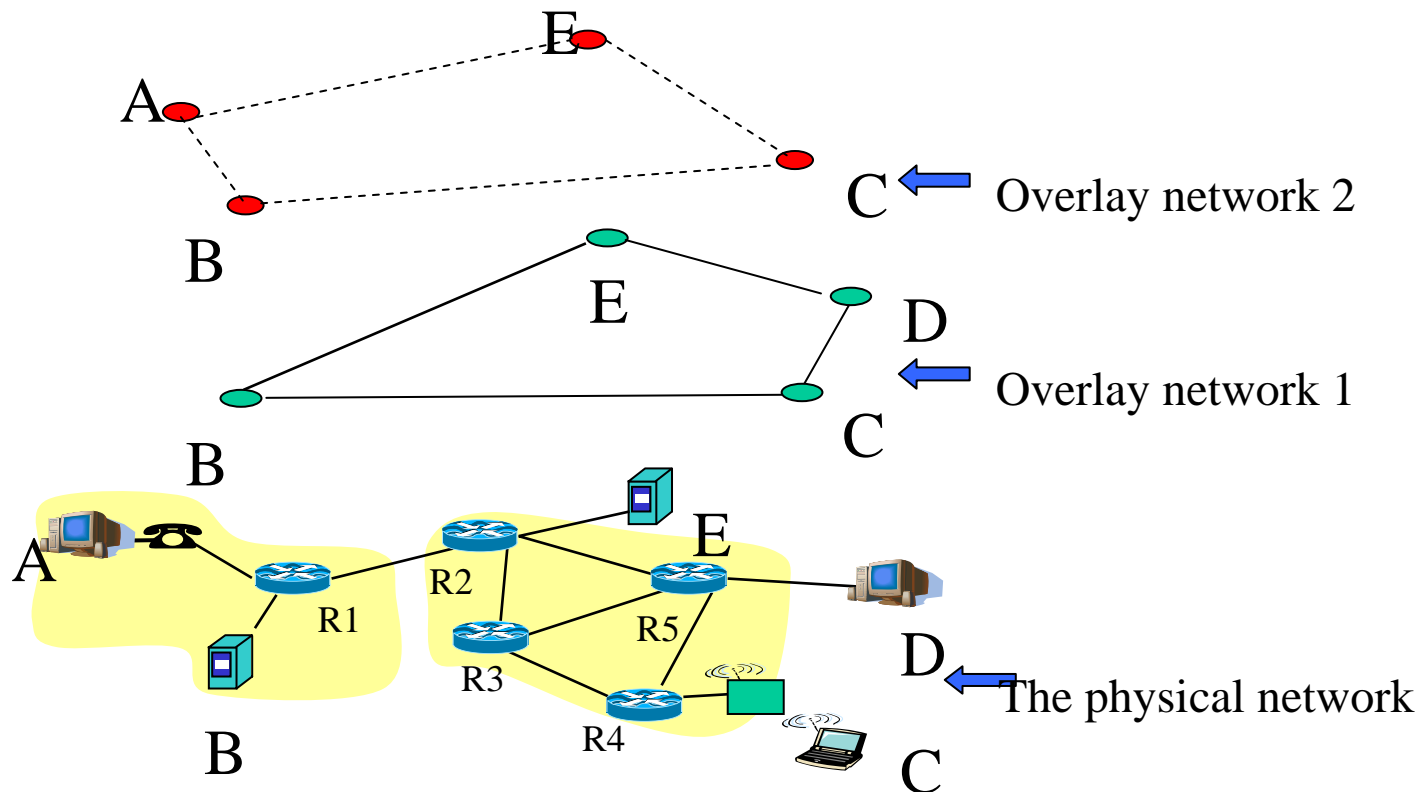 E
A
C
Overlay network 2
B
E
D
Overlay network 1
C
B
A
E
R2
R1
R5
D
R3
The physical network
R4
B
C